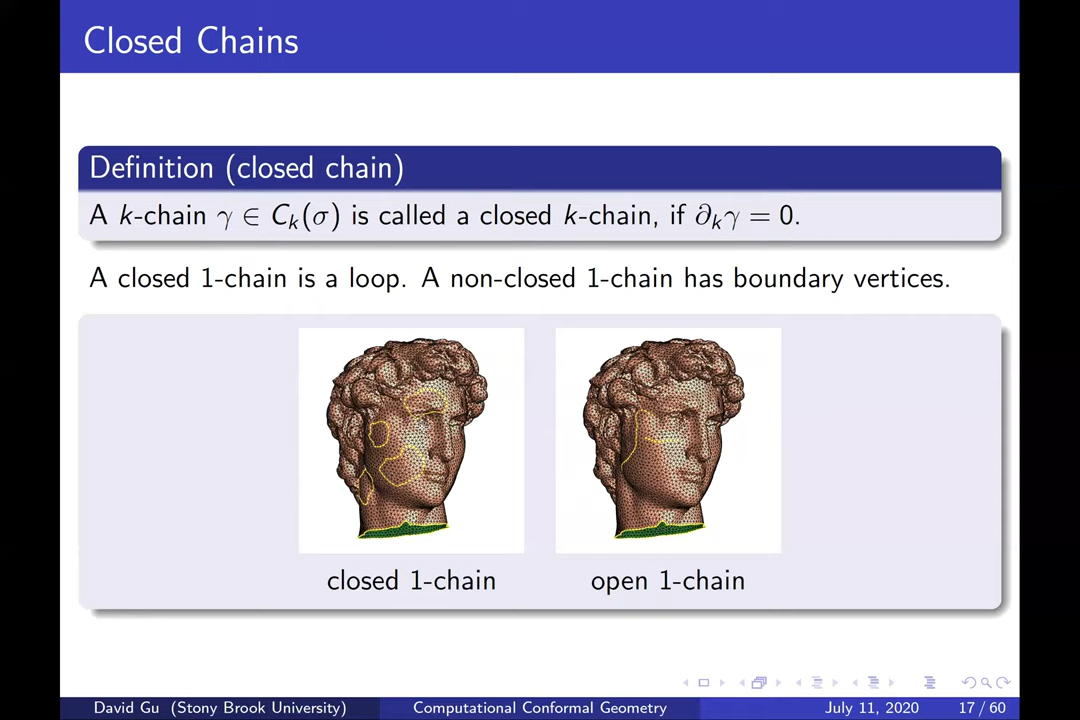 Closed Chains
Definition (closed chain)
A k-chain γ ∈ Cₖ(σ) is called a closed k-chain, if ∂ₖγ = 0.
A closed 1-chain is a loop. A non-closed 1-chain has boundary vertices.
closed 1-chain
open 1-chain
David Gu (Stony Brook University) Computational Conformal Geometry July 11, 2020 17 / 60